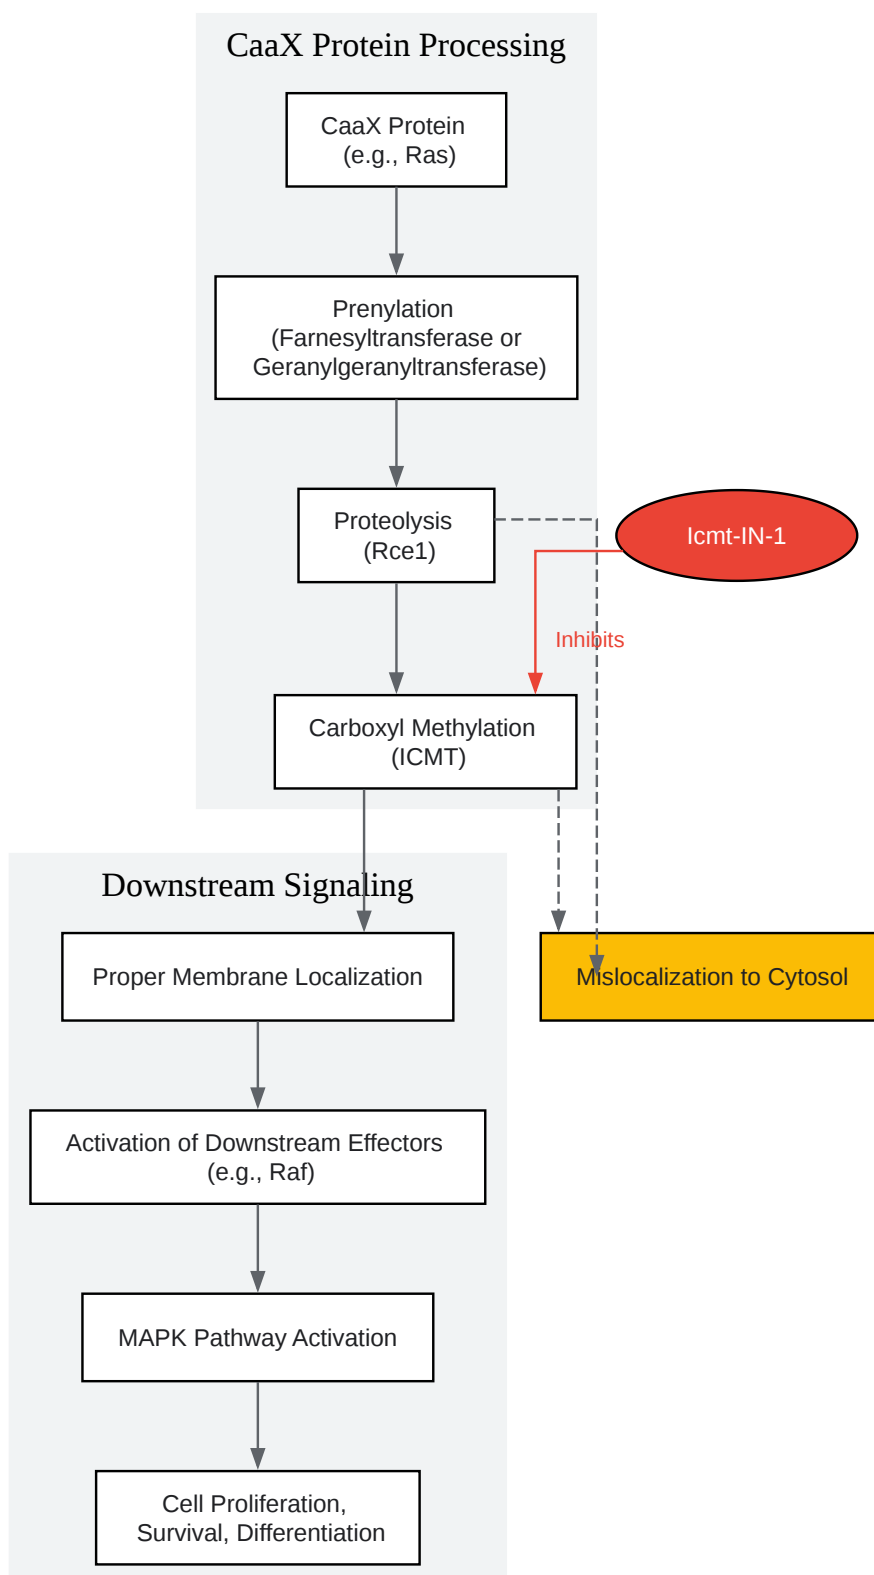 CaaX Protein Processing
CaaX Protein
(e.g., Ras)
Prenylation
(Farnesyltransferase or
Geranylgeranyltransferase)
Proteolysis
(Rce1)
Icmt-IN-1
Inhibits
Carboxyl Methylation
(ICMT)
Downstream Signaling
Proper Membrane Localization
Mislocalization to Cytosol
Activation of Downstream Effectors
(e.g., Raf)
MAPK Pathway Activation
Cell Proliferation,
Survival, Differentiation